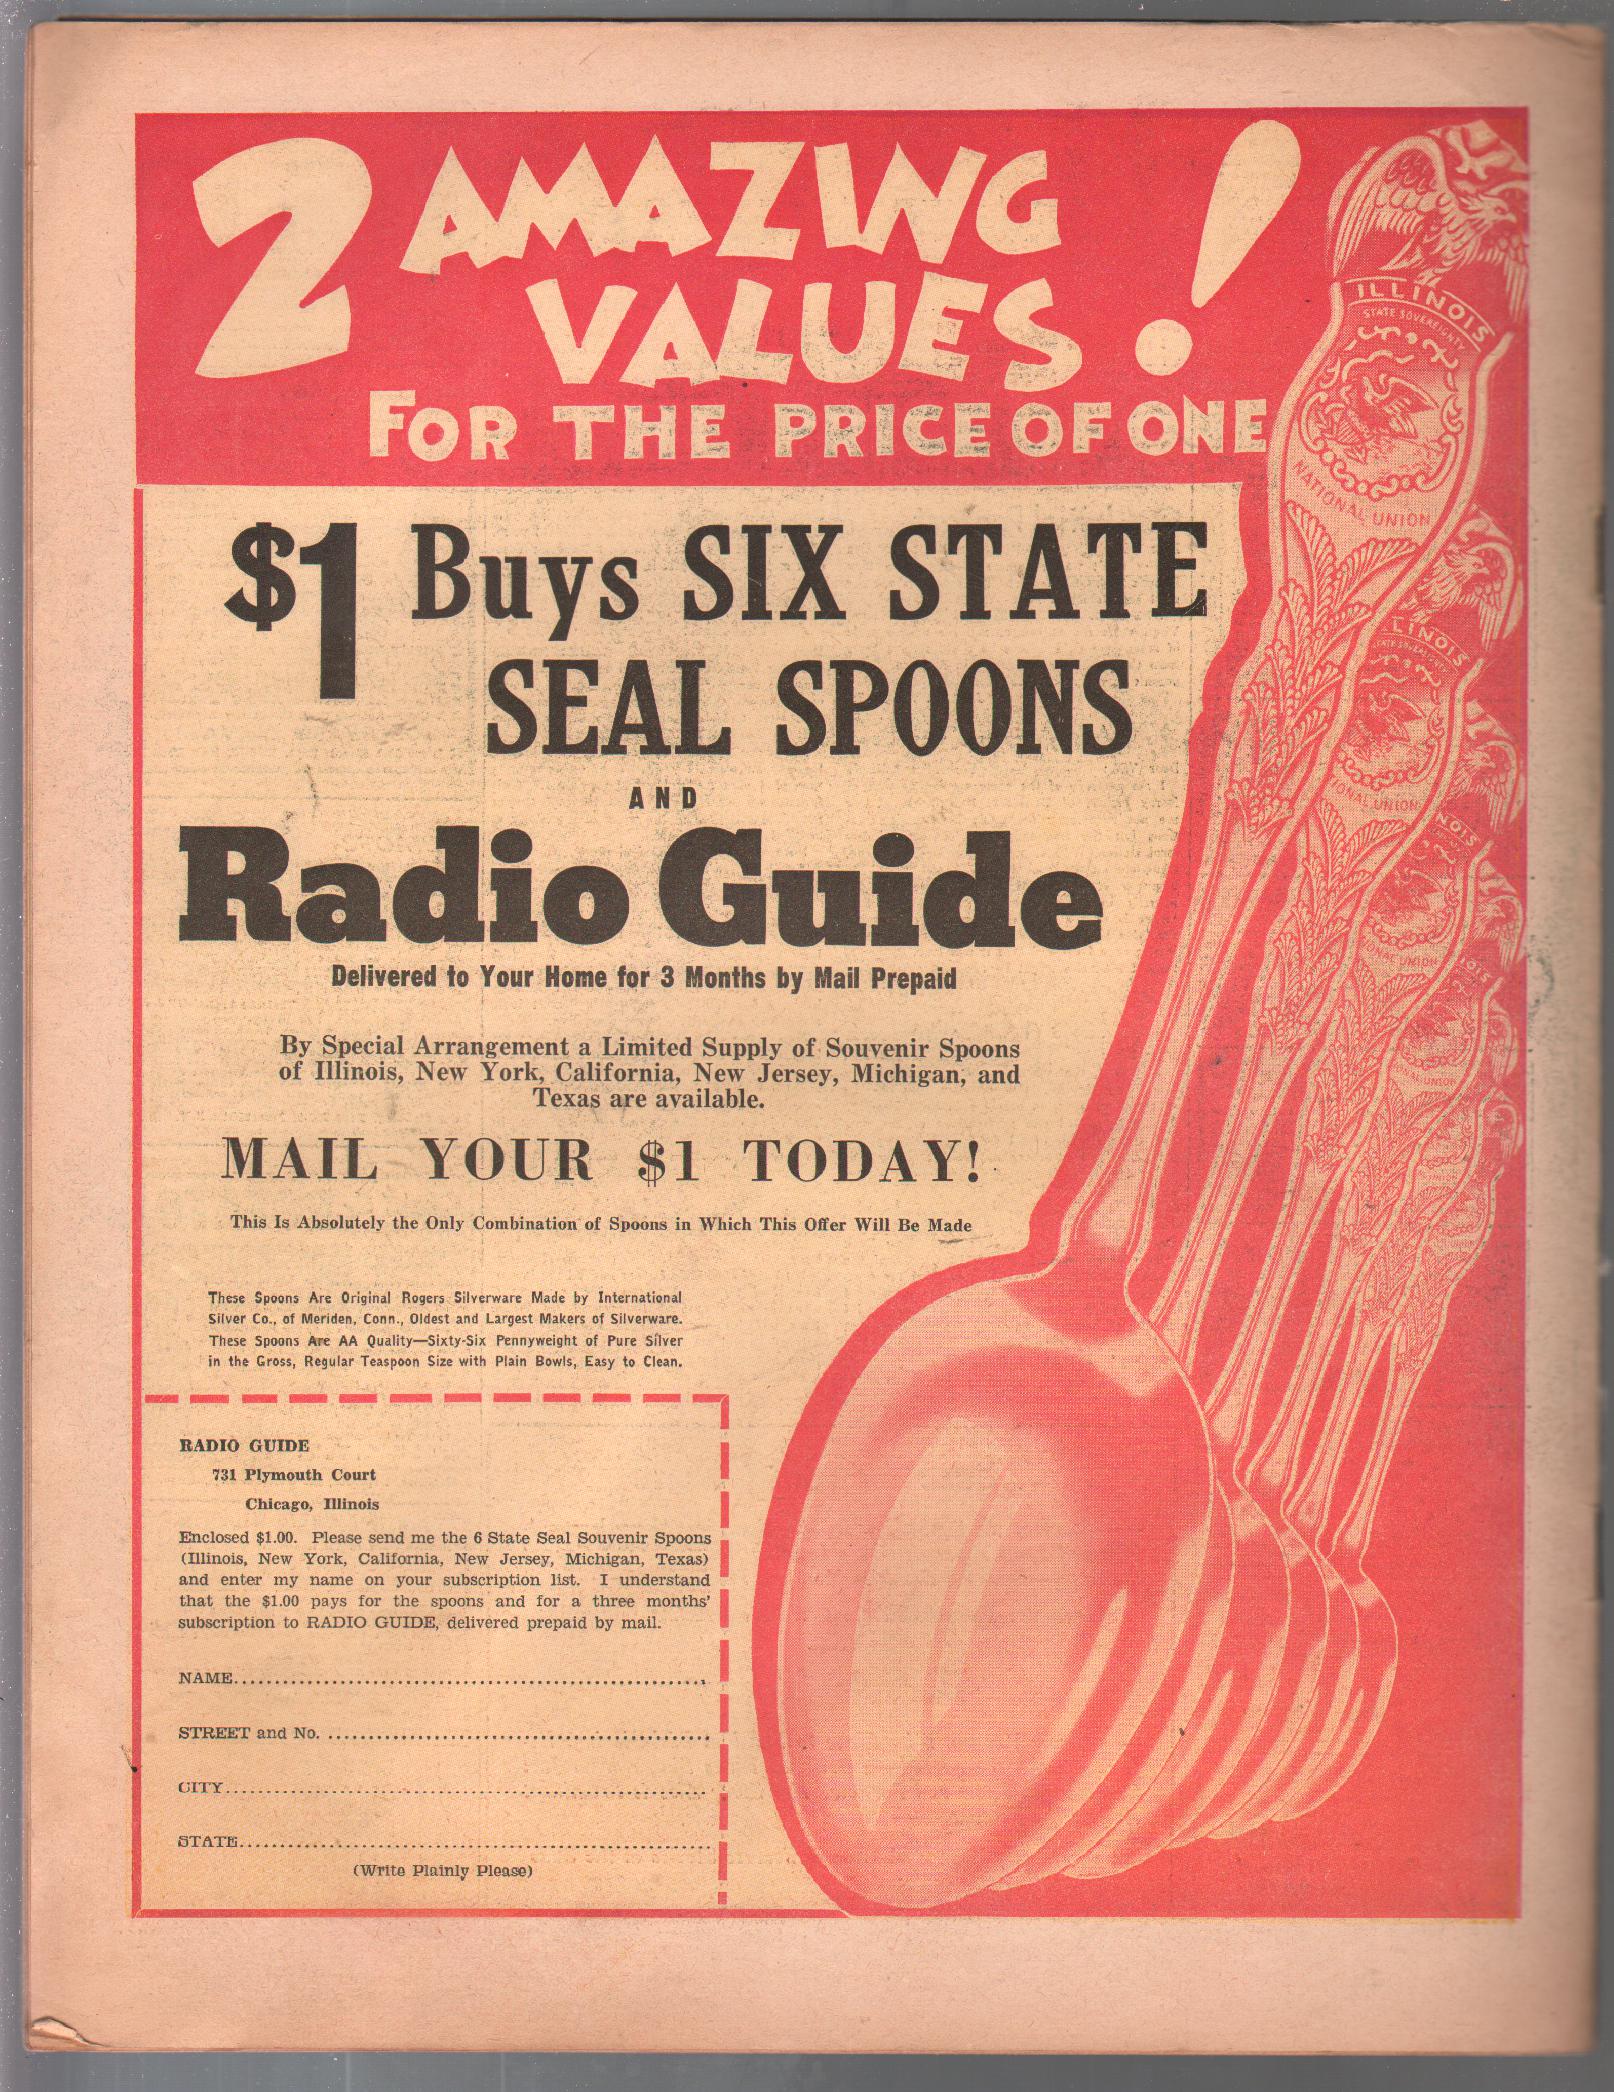 2 AMAZING
VALUES!
FOR THE PRICE OF ONE
$1 Buys SIX STATE
SEAL SPOONS
AND
Radio Guide
Delivered to Your Home for 3 Months by Mail Prepaid
By Special Arrangement a Limited Supply of Souvenir Spoons
of Illinois, New York, California, New Jersey, Michigan, and
Texas are available.
MAIL YOUR $1 TODAY!
This Is Absolutely the Only Combination of Spoons in Which This Offer Will Be Made
These Spoons Are Original Rogers Silverware Made by International
Silver Co., of Meriden, Conn., Oldest and Largest Makers of Silverware.
These Spoons Are AA Quality—Sixty-Six Pennyweight of Pure Silver
in the Gross, Regular Teaspoon Size with Plain Bowls, Easy to Clean.
RADIO GUIDE
731 Plymouth Court
Chicago, Illinois
Enclosed $1.00. Please send me the 6 State Seal Souvenir Spoons
(Illinois, New York, California, New Jersey, Michigan, Texas)
and enter my name on your subscription list. I understand
that the $1.00 pays for the spoons and for a three months'
subscription to RADIO GUIDE, delivered prepaid by mail.
NAME
STREET and No.
CITY
STATE
(Write Plainly Please)
ILLINOIS
STATE SOVEREIGNTY
NATIONAL UNION
LINOIS
IONAL UNION
NOIS
IONAL UNION
NOIS
UNION